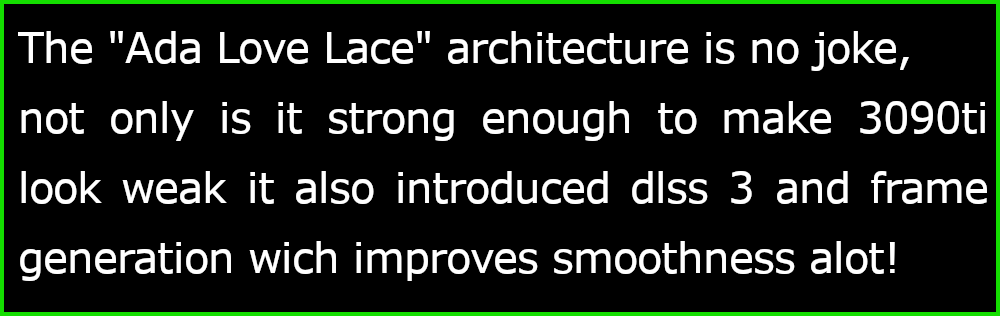 The "Ada Love Lace" architecture is no joke,
not only is it strong enough to make 3090ti
look weak it also introduced dlss 3 and frame
generation wich improves smoothness alot!